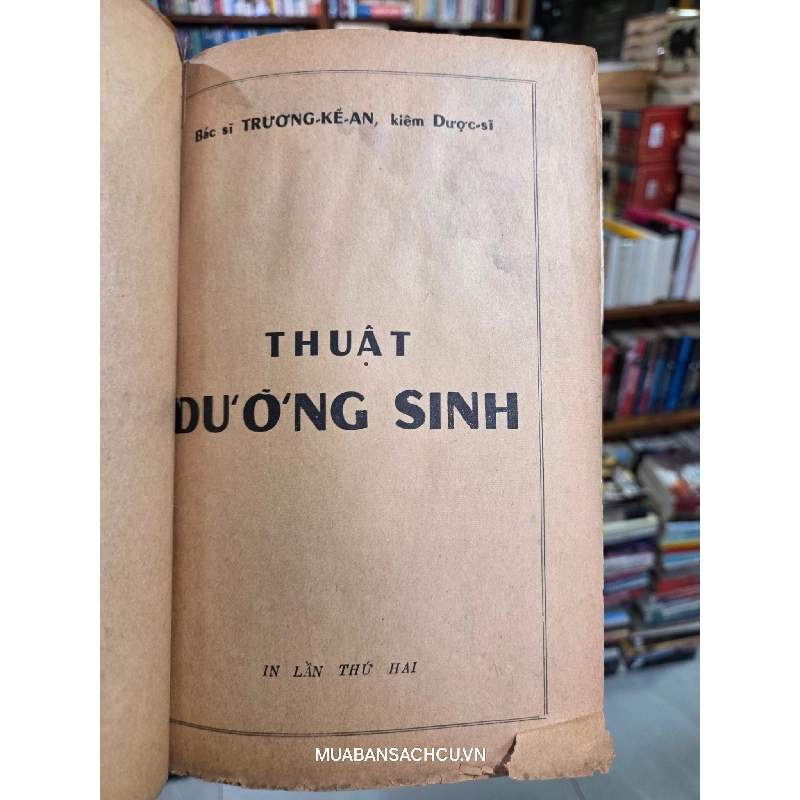 Bác sĩ TRƯƠNG-KẾ-AN, kiêm Dược-sĩ
THUẬT
DƯỠNG SINH
IN LẦN THỨ HAI
MUABANSACHCU.VN